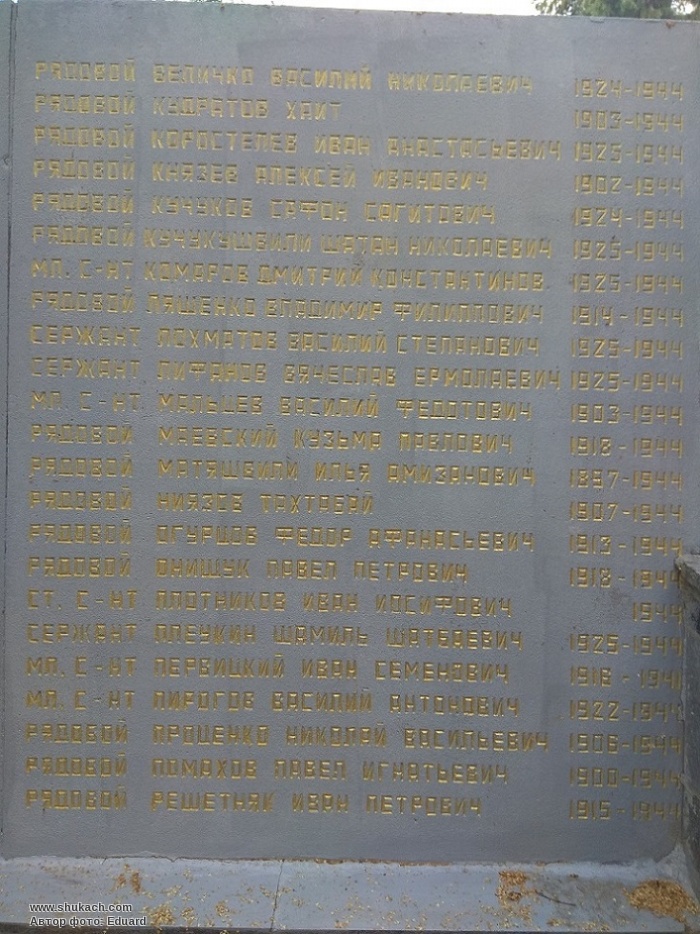 РЯДОВОЙ ВЕЛИЧКО ВАСИЛИЙ НИКОЛАЕВИЧ 1924-1944
РЯДОВОЙ КУДРАТОВ ХАИТ 1903-1944
РЯДОВОЙ КОРОСТЕЛЕВ ИВАН АНАСТАСЬЕВИЧ 1925-1944
РЯДОВОЙ КНЯЗЕВ АЛЕКСЕЙ ИВАНОВИЧ 1902-1944
РЯДОВОЙ КУЧУКОВ САФОН САГИТОВИЧ 1924-1944
РЯДОВОЙ КУЧУКУШВИЛИ ШАТАН НИКОЛАЕВИЧ 1925-1944
МЛ. С-НТ КОМАРОВ ДМИТРИЙ КОНСТАНТИНОВ. 1925-1944
РЯДОВОЙ ЛЯШЕНКО ВЛАДИМИР ФИЛИППОВИЧ 1914-1944
СЕРЖАНТ ЛОХМАТОВ ВАСИЛИЙ СТЕПАНОВИЧ 1925-1944
СЕРЖАНТ ЛИФАНОВ ВЯЧЕСЛАВ ЕРМОЛАЕВИЧ 1925-1944
МЛ. С-НТ МАЛЬЦЕВ ВАСИЛИЙ ФЕДОТОВИЧ 1903-1944
РЯДОВОЙ МАЕВСКИЙ КУЗЬМА ПАВЛОВИЧ 1918-1944
РЯДОВОЙ МАТЯШВИЛИ ИЛЬЯ АМИЗАНОВИЧ 1897-1944
РЯДОВОЙ НИЯЗОВ ТАХТАБАЙ 1907-1944
РЯДОВОЙ ОГУРЦОВ ФЕДОР АФАНАСЬЕВИЧ 1913-1944
РЯДОВОЙ ОНИЩУК ПАВЕЛ ПЕТРОВИЧ 1918-1944
СТ. С-НТ ПЛОТНИКОВ ИВАН ИОСИФОВИЧ 1944
СЕРЖАНТ ШАМИЛЬ ШАТБАЕВИЧ 1925-1944
МЛ. С-НТ ПЕРВИЦКИЙ ИВАН СЕМЕНОВИЧ 1918-1941
МЛ. С-НТ ПИРОГОВ ВАСИЛИЙ АНТОНОВИЧ 1922-1944
РЯДОВОЙ ПРОЦЕНКО НИКОЛАЙ ВАСИЛЬЕВИЧ 1906-1944
РЯДОВОЙ ПОМАХОВ ПАВЕЛ ИГНАТЬЕВИЧ 1900-1944
РЯДОВОЙ РЕШЕТНЯК ИВАН ПЕТРОВИЧ 1915-1944
www.shukach.com
Автор фото: Eduard